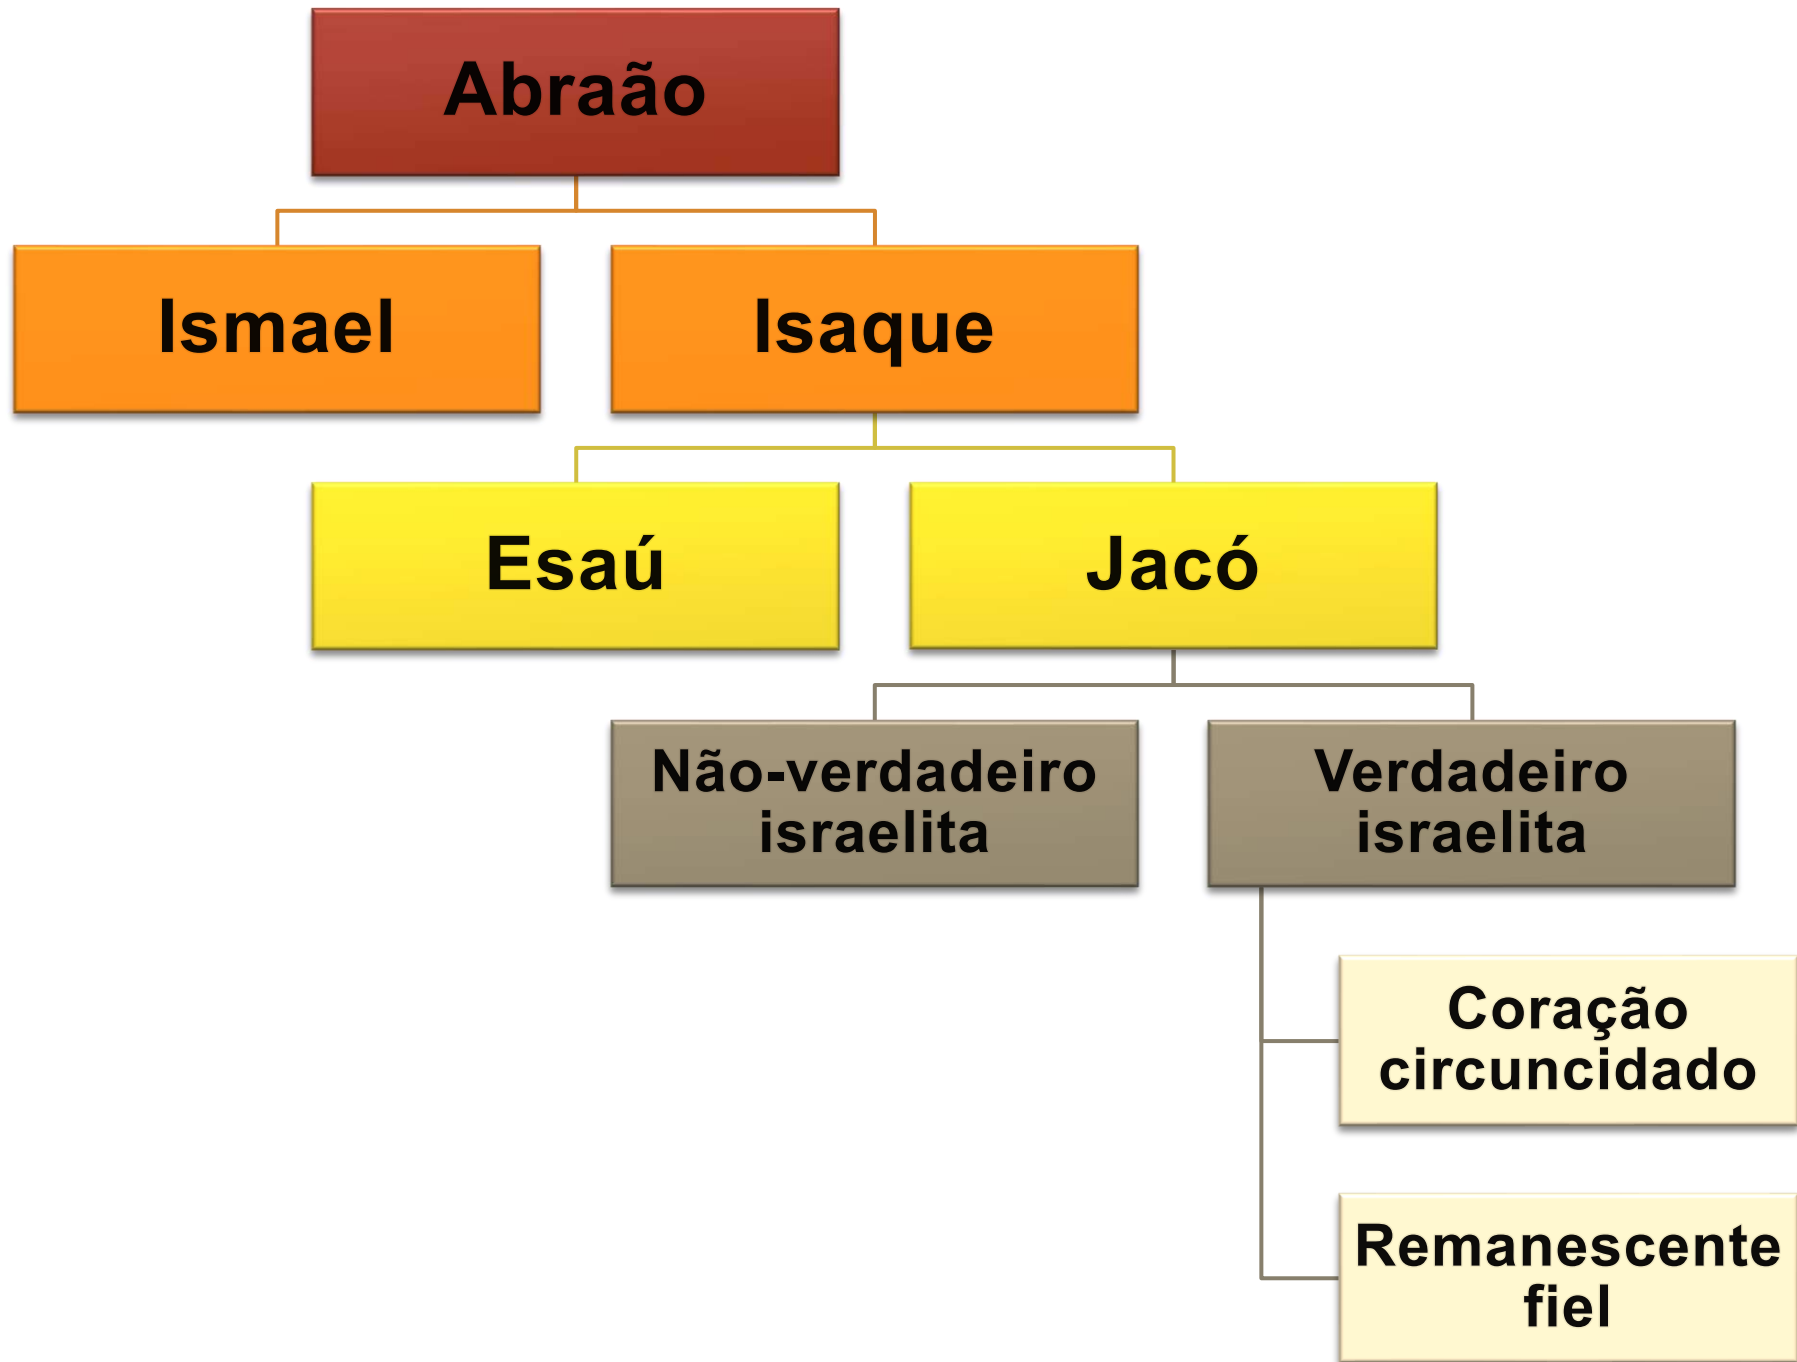 Abraão
Ismael
Isaque
Esaú
Jacó
Não-verdadeiro
israelita
Verdadeiro
israelita
Coração
circuncidado
Remanescente
fiel